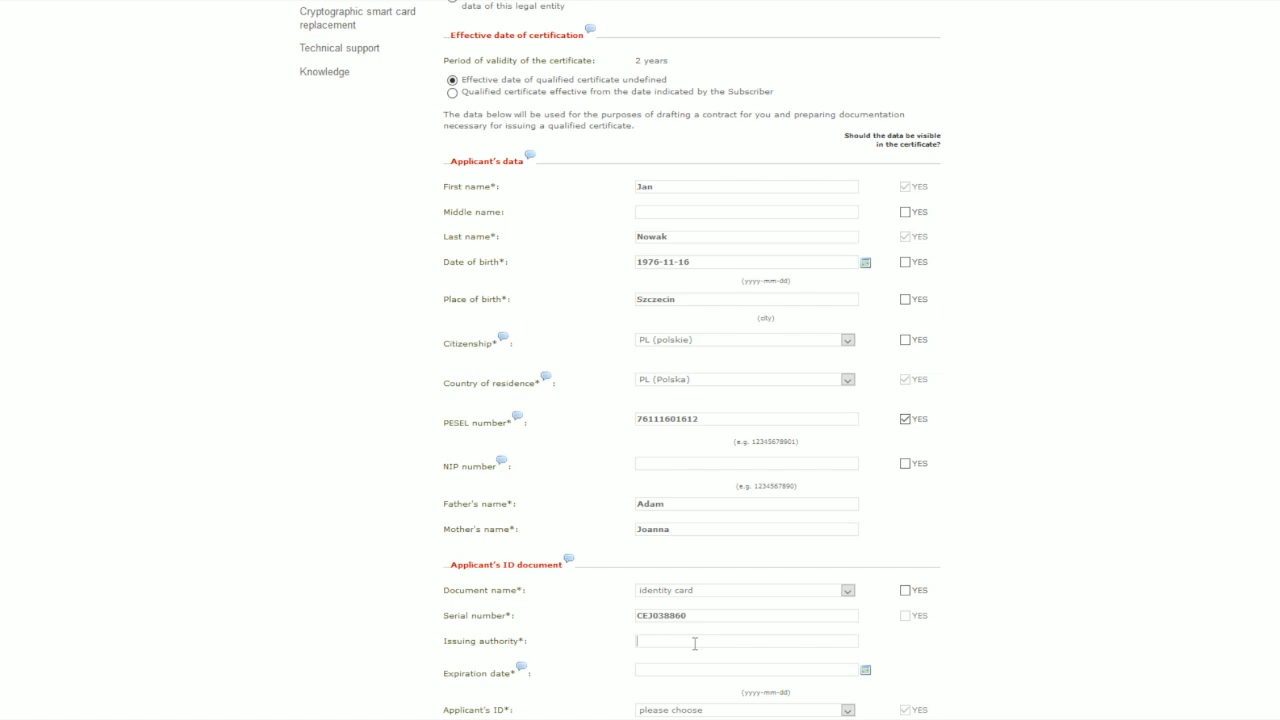 Cryptographic smart card
replacement
Technical support
Knowledge
data of this legal entity
Effective date of certification
Period of validity of the certificate: 2 years
Effective date of qualified certificate undefined
Qualified certificate effective from the date indicated by the Subscriber
The data below will be used for the purposes of drafting a contract for you and preparing documentation
necessary for issuing a qualified certificate.
Should the data be visible
in the certificate?
Applicant's data
First name*: Jan YES
Middle name: YES
Last name*: Nowak YES
Date of birth*: 1976-11-16 YES
(yyyy-mm-dd)
Place of birth*: Szczecin YES
(city)
Citizenship* : PL (polskie) YES
Country of residence* : PL (Polska) YES
PESEL number* : 76111601612 YES
(e.g. 12345678901)
NIP number : YES
(e.g. 1234567890)
Father's name*: Adam
Mother's name*: Joanna
Applicant's ID document
Document name*: identity card YES
Serial number*: CEJ038860 YES
Issuing authority*:
Expiration date* :
(yyyy-mm-dd)
Applicant's ID*: please choose YES